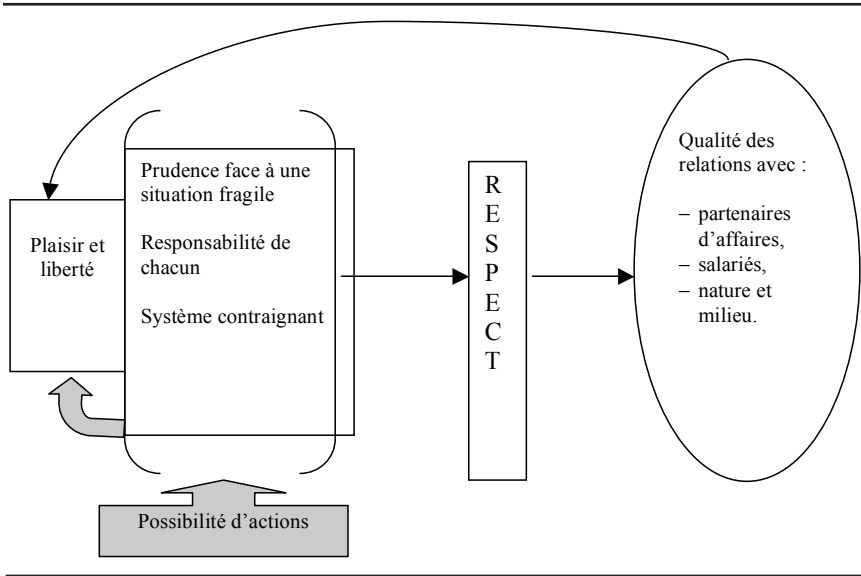 Plaisir et
liberté
Prudence face à une
situation fragile
Responsabilité de
chacun
Système contraignant
R
E
S
P
E
C
T
Qualité des
relations avec :
– partenaires
d’affaires,
– salariés,
– nature et
milieu.
Possibilité d’actions